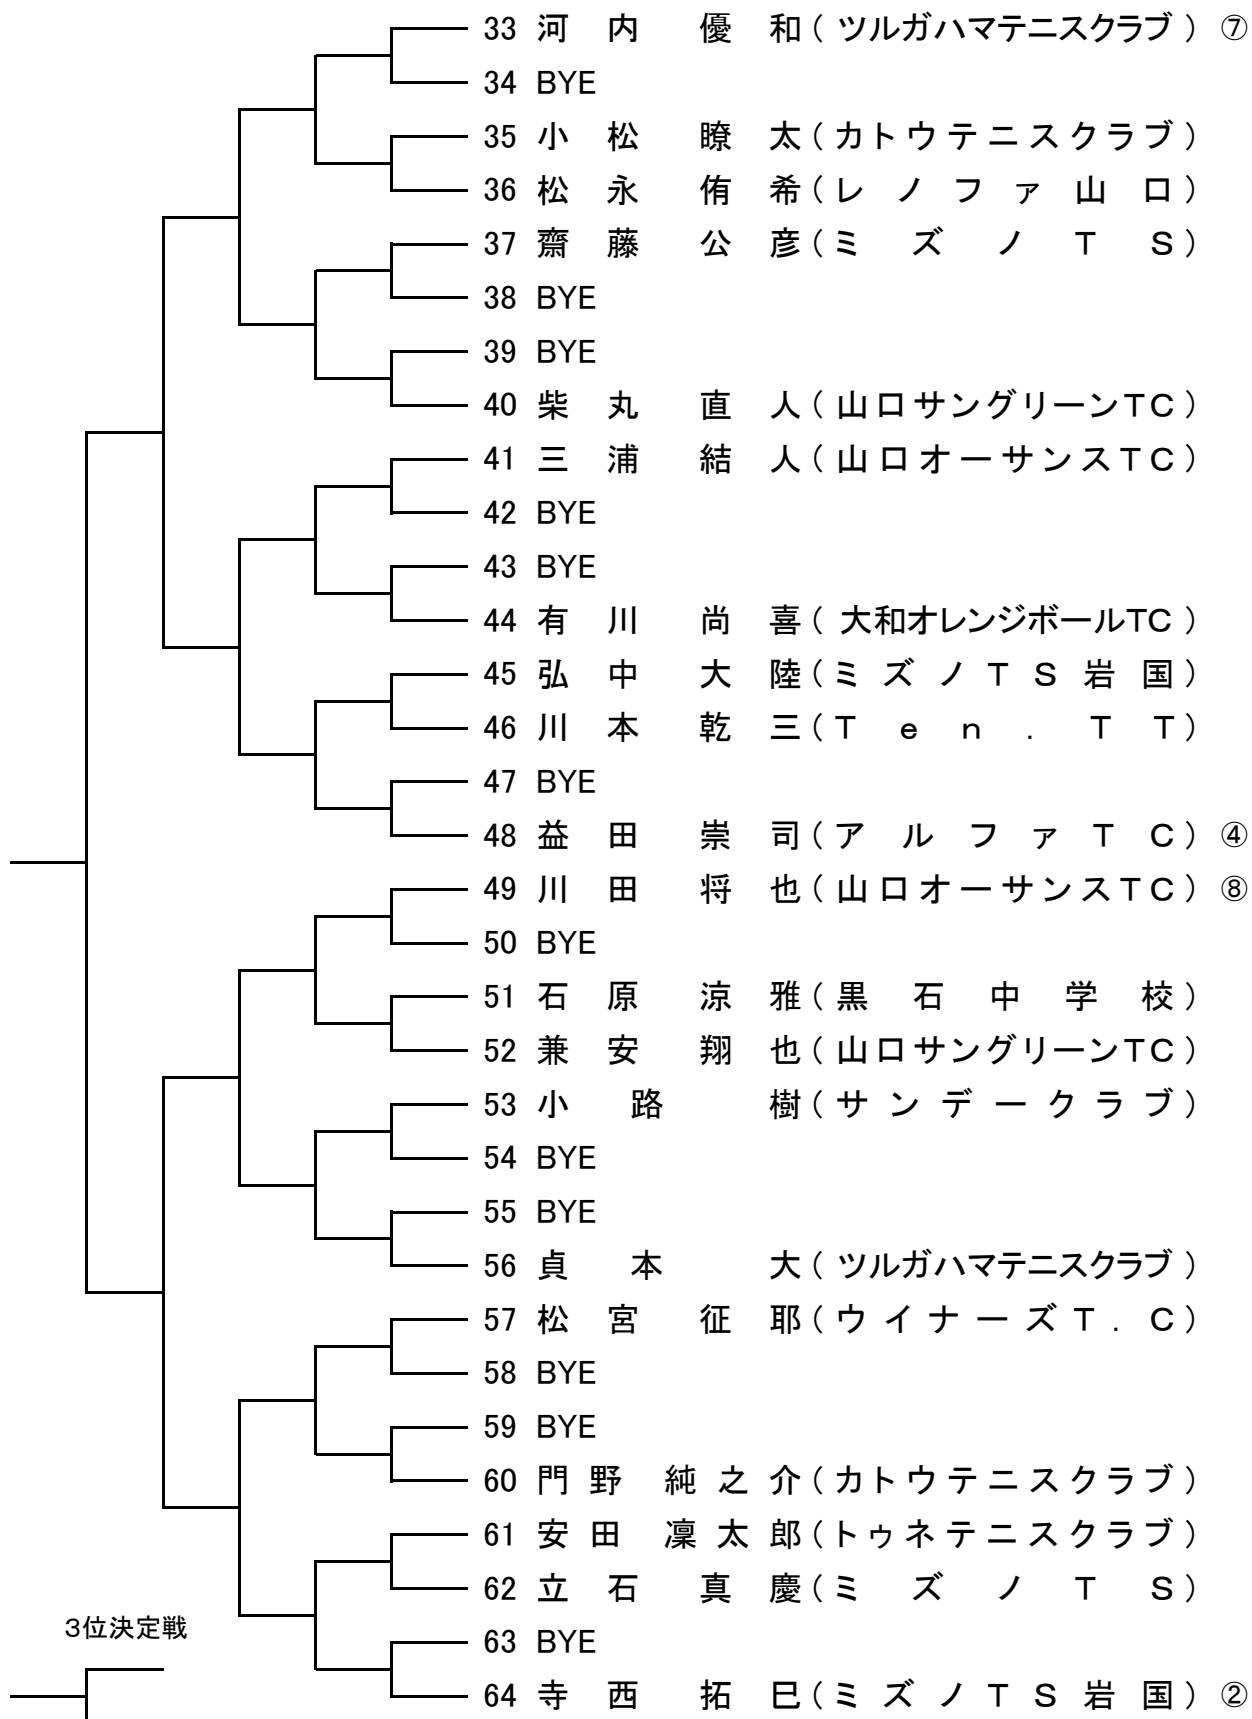 33 河内 優和(ツルガハマテニスクラブ) ⑦
34 BYE
35 小松 瞭太(カトウテニスクラブ)
36 松永 侑希(レノファ山口)
37 齋藤 公彦(ミズノTS)
38 BYE
39 BYE
40 柴丸 直人(山口サングリーンTC)
41 三浦 結人(山口オーサンスTC)
42 BYE
43 BYE
44 有川 尚喜(大和オレンジボールTC)
45 弘中 大陸(ミズノTS岩国)
46 川本 乾三(Ten.TT)
47 BYE
48 益田 崇司(アルファTC) ④
49 川田 将也(山口オーサンスTC) ⑧
50 BYE
51 石原 涼雅(黒石中学校)
52 兼安 翔也(山口サングリーンTC)
53 小路 樹(サンデークラブ)
54 BYE
55 BYE
56 貞本 大(ツルガハマテニスクラブ)
57 松宮 征耶(ウイナーズT.C)
58 BYE
59 BYE
60 門野 純之介(カトウテニスクラブ)
61 安田 凜太郎(トゥネテニスクラブ)
62 立石 真慶(ミズノTS)
3位決定戦
63 BYE
64 寺西 拓巳(ミズノTS岩国) ②